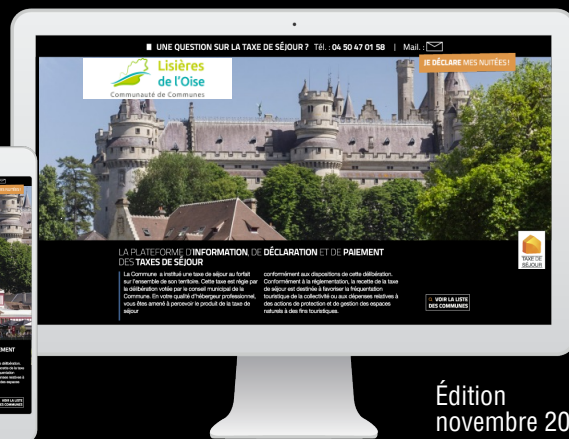 UNE QUESTION SUR LA TAXE DE SÉJOUR ? Tél. : 04 50 47 01 58 | Mail. :
JE DÉCLARE MES NUITÉES !
Lisières
de l'Oise
Communauté de Communes
LA PLATEFORME D'INFORMATION, DE DÉCLARATION ET DE PAIEMENT
DES TAXES DE SÉJOUR
La Commune a institué une taxe de séjour au forfait
sur l'ensemble de son territoire. Cette taxe est régie par
la délibération votée par le conseil municipal de la
Commune. En votre qualité d'hébergeur professionnel,
vous êtes amené à percevoir le produit de la taxe de
séjour
conformément aux dispositions de cette délibération.
Conformément à la réglementation, la recette de la taxe
de séjour est destinée à favoriser la fréquentation
touristique de la collectivité ou aux dépenses relatives à
des actions de protection et de gestion des espaces
naturels à des fins touristiques.
TAXE DE
SÉJOUR
VOIR LA LISTE
DES COMMUNES
VOIR LA LISTE
DES COMMUNES
Édition
novembre 20